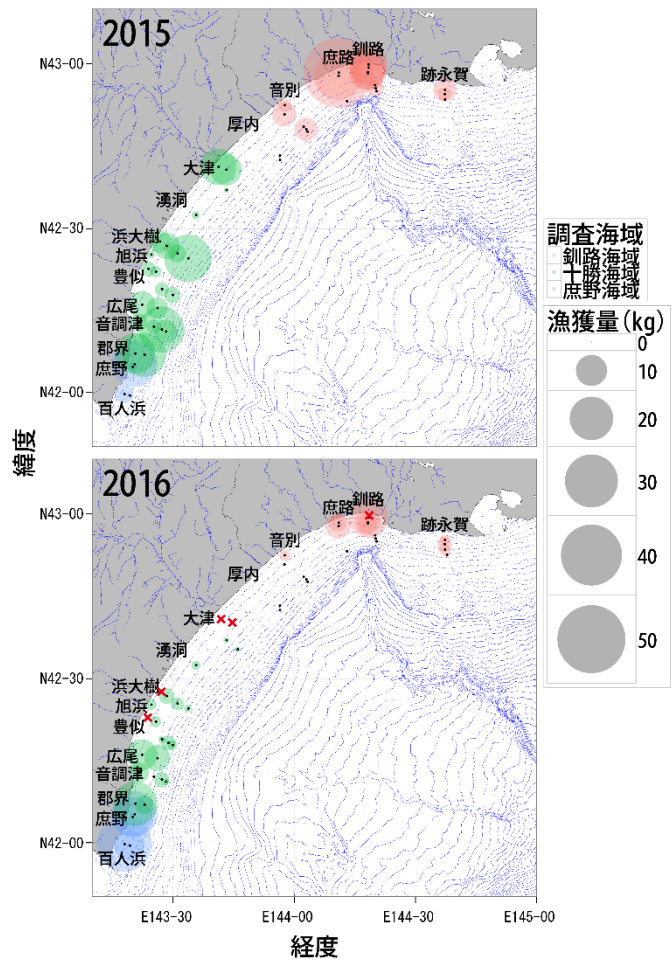 2015
釧路
N43-00
庶路
跡永賀
音別
厚内
大津
湧洞
N42-30
浜大樹
旭浜
豊似
広尾
音調津
郡界
庶野
N42-00
百人浜
2016
釧路
N43-00
庶路
跡永賀
音別
厚内
大津
湧洞
N42-30
浜大樹
旭浜
豊似
広尾
音調津
郡界
庶野
N42-00
百人浜
E143-30 E144-00 E144-30 E145-00
経度
緯度
調査海域
釧路海域
十勝海域
庶野海域
漁獲量(kg)
0
10
20
30
40
50